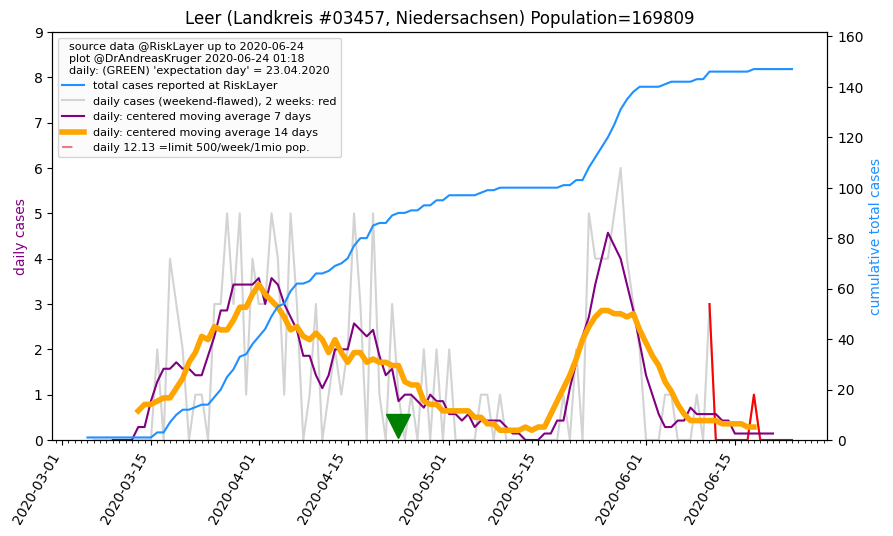 Leer (Landkreis #03457, Niedersachsen) Population=169809
source data @RiskLayer up to 2020-06-24
plot @DrAndreasKruger 2020-06-24 01:18
daily: (GREEN) 'expectation day' = 23.04.2020
total cases reported at RiskLayer
daily cases (weekend-flawed), 2 weeks: red
daily: centered moving average 7 days
daily: centered moving average 14 days
daily 12.13 =limit 500/week/1mio pop.
daily cases
9
8
7
6
5
4
3
2
1
0
cumulative total cases
160
140
120
100
80
60
40
20
0
2020-03-01
2020-03-15
2020-04-01
2020-04-15
2020-05-01
2020-05-15
2020-06-01
2020-06-15